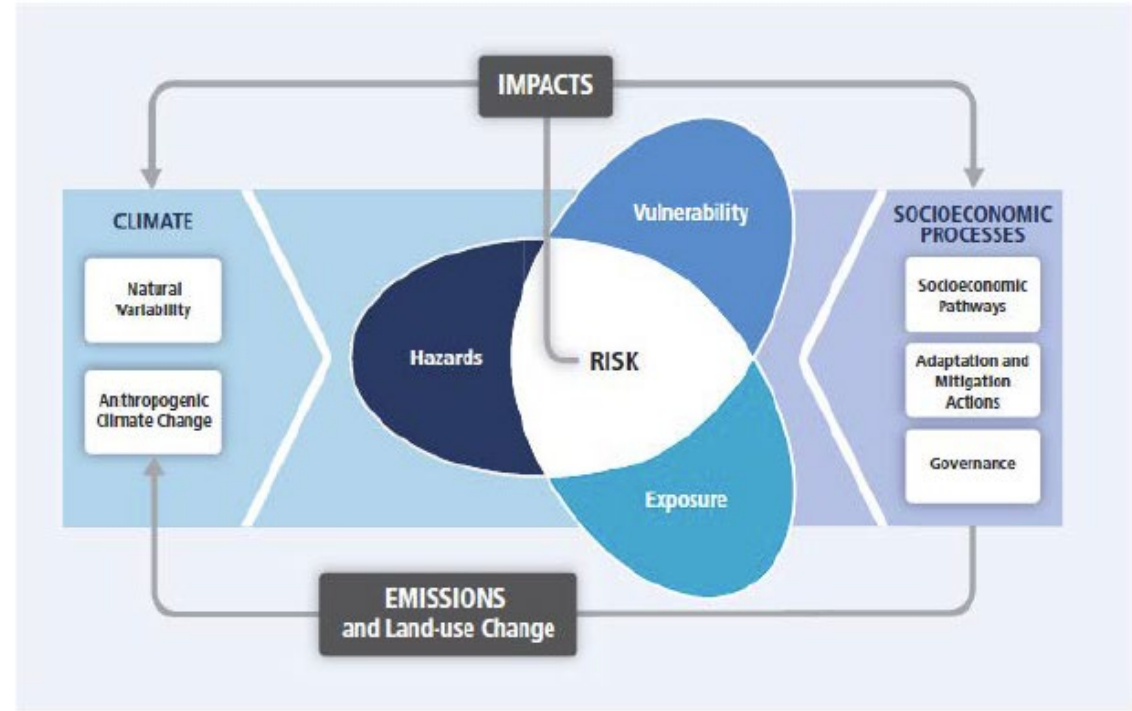 IMPACTS
Vulnerability
CLIMATE
SOCIOECONOMIC
PROCESSES
Natural
Variability
Socioeconomic
Pathways
Hazards
RISK
Adaptation and
Mitigation
Actions
Anthropogenic
Climate Change
Governance
Exposure
EMISSIONS
and Land-use Change